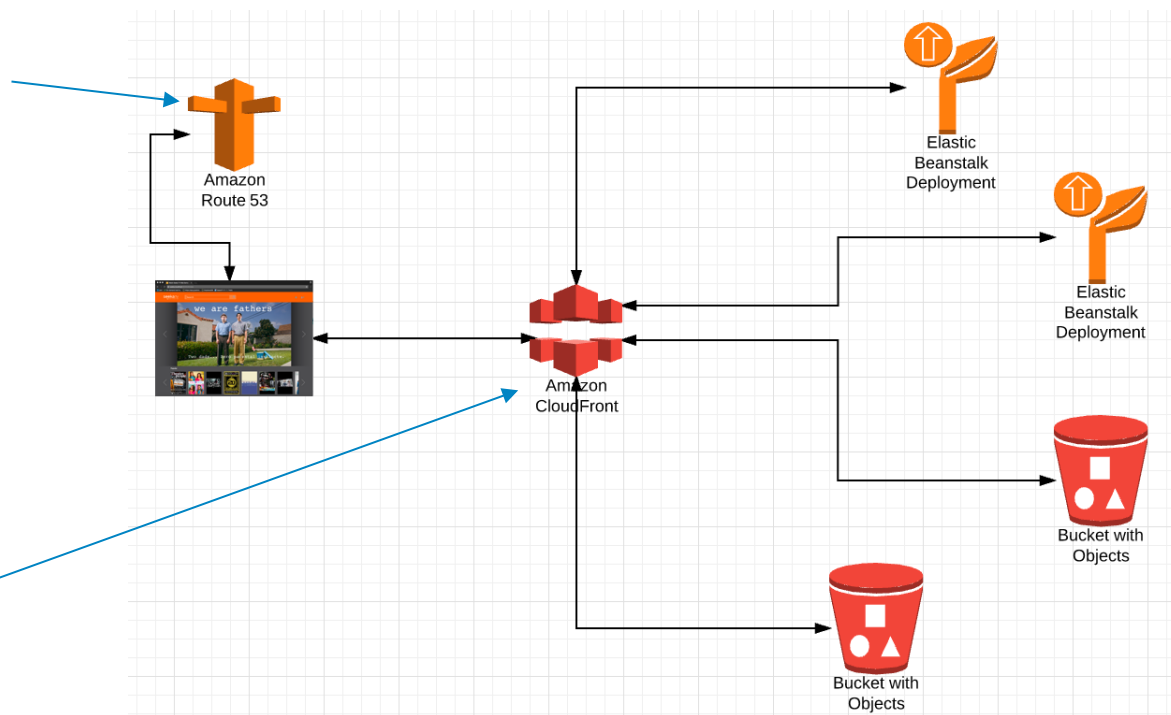 Amazon
Route 53
we are fathers
Amazon
CloudFront
Elastic
Beanstalk
Deployment
Elastic
Beanstalk
Deployment
Bucket with
Objects
Bucket with
Objects